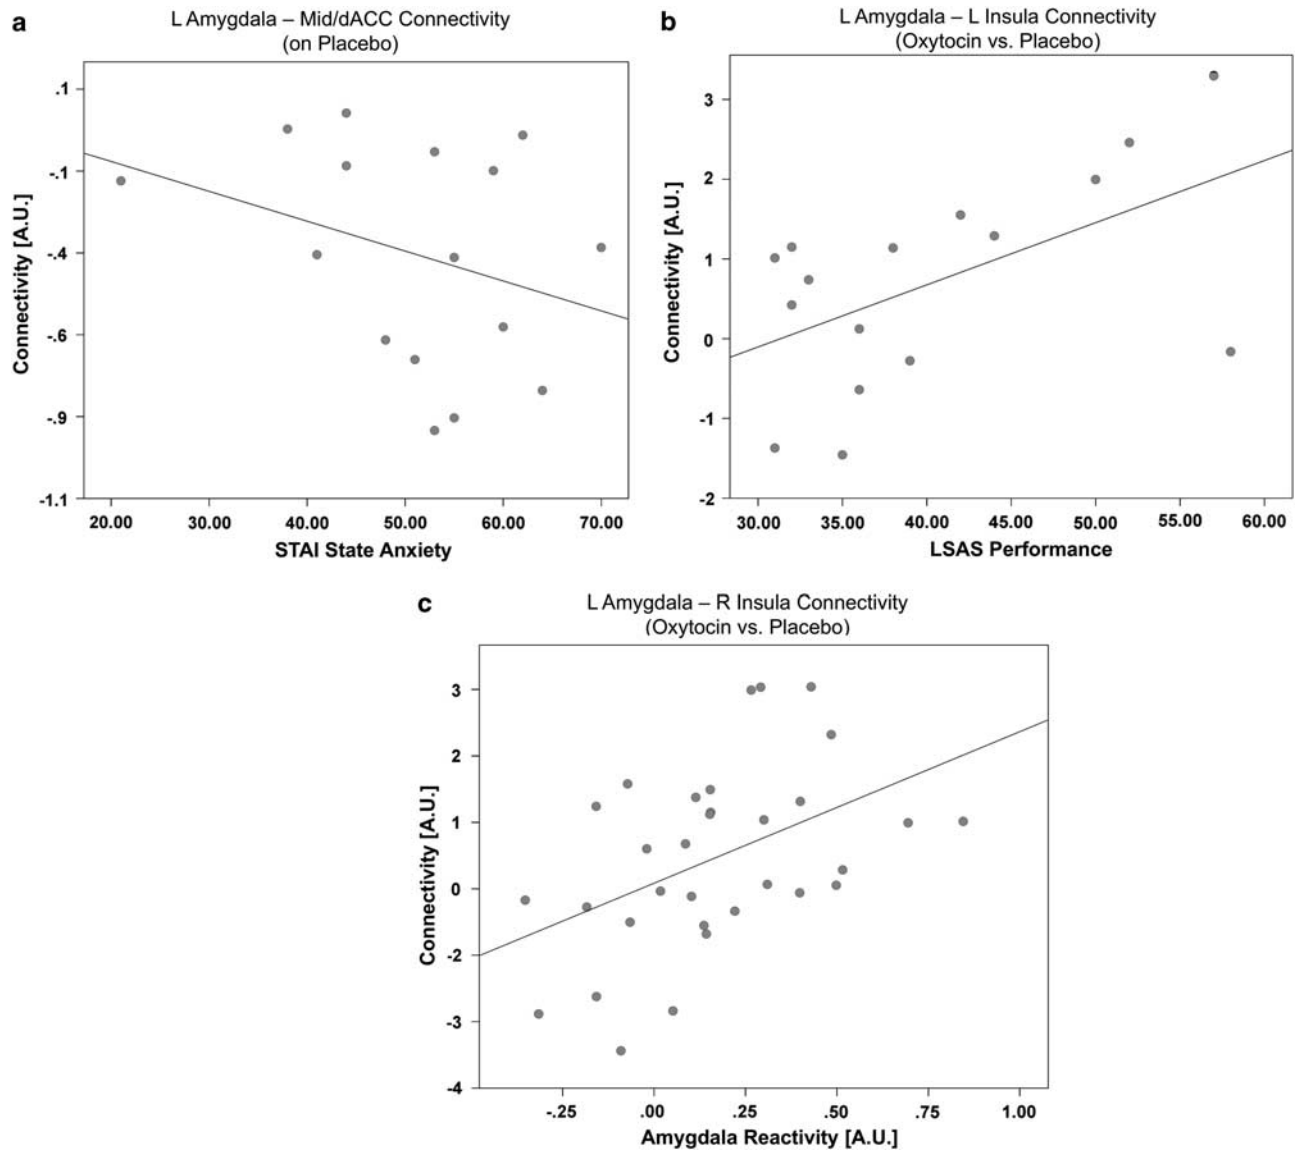 a
L Amygdala – Mid/dACC Connectivity
(on Placebo)
Connectivity [A.U.]
.1
-.1
-.4
-.6
-.9
-1.1
20.00 30.00 40.00 50.00 60.00 70.00
STAI State Anxiety
b
L Amygdala – L Insula Connectivity
(Oxytocin vs. Placebo)
Connectivity [A.U.]
3
2
1
0
-1
-2
30.00 35.00 40.00 45.00 50.00 55.00 60.00
LSAS Performance
c
L Amygdala – R Insula Connectivity
(Oxytocin vs. Placebo)
Connectivity [A.U.]
3
2
1
0
-2
-3
-4
-.25 .00 .25 .50 .75 1.00
Amygdala Reactivity [A.U.]